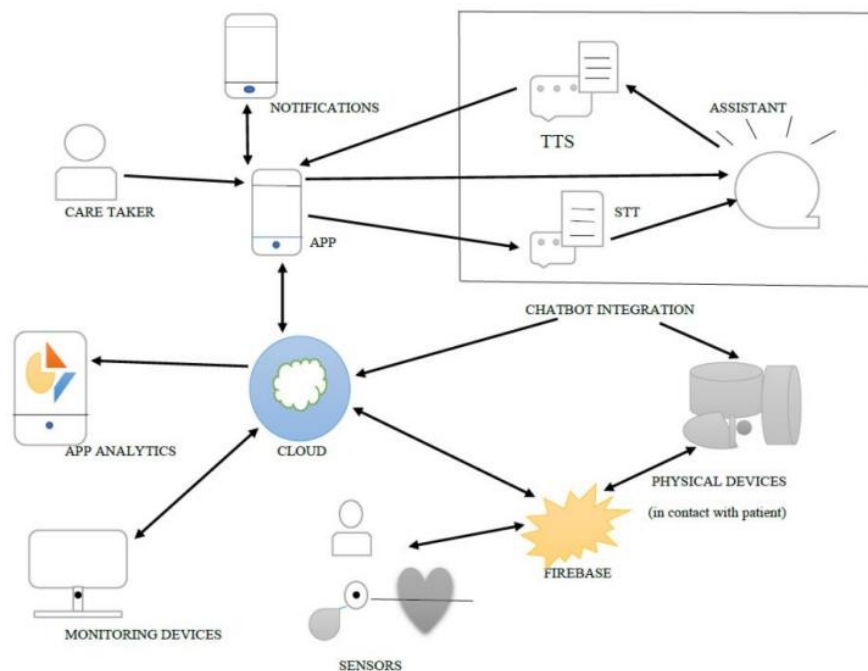 NOTIFICATIONS
ASSISTANT
TTS
CARE TAKER
STT
APP
CHATBOT INTEGRATION
APP ANALYTICS
CLOUD
PHYSICAL DEVICES
(in contact with patient)
FIREBASE
MONITORING DEVICES
SENSORS